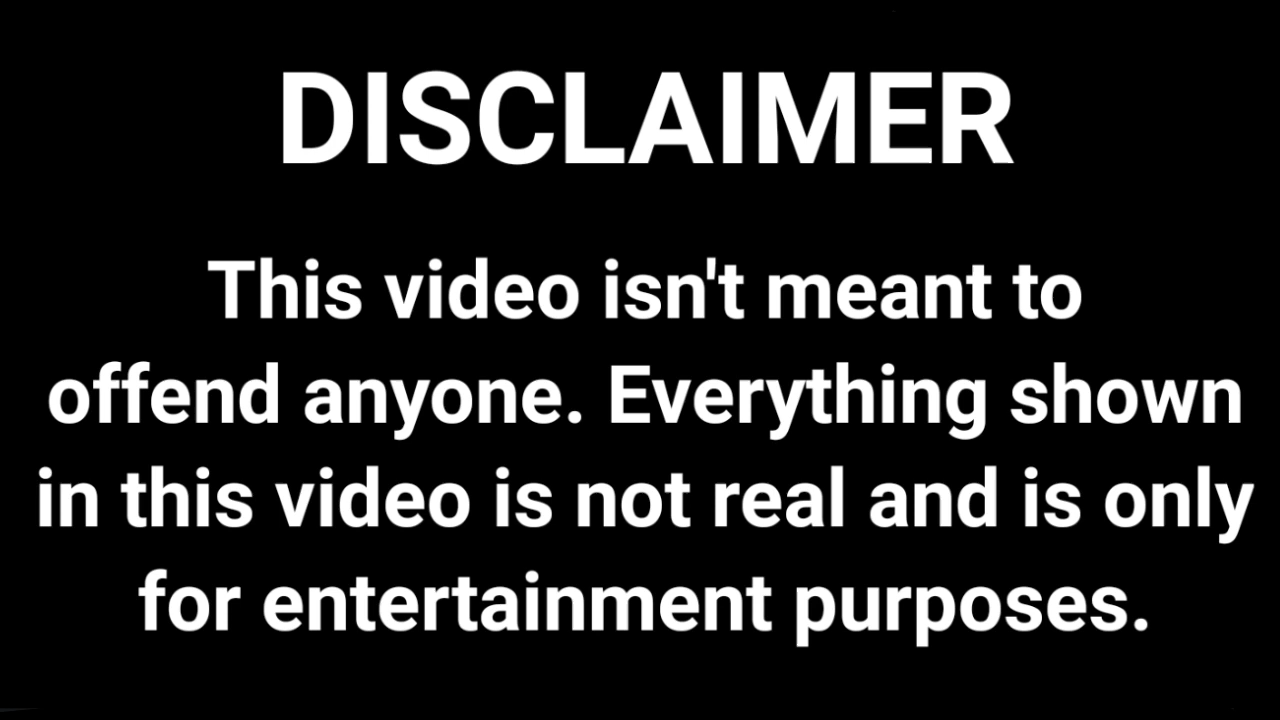 DISCLAIMER
This video isn't meant to
offend anyone. Everything shown
in this video is not real and is only
for entertainment purposes.